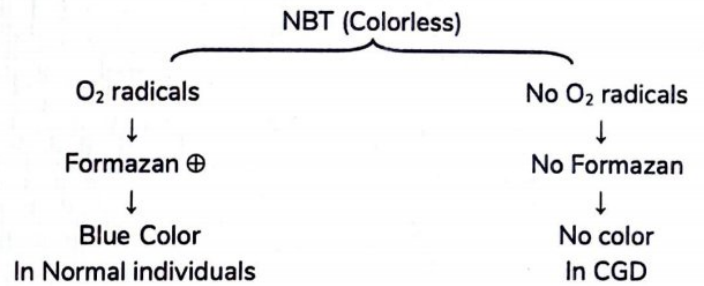 NBT (Colorless)
O₂ radicals
↓
Formazan ⊕
↓
Blue Color
In Normal individuals
No O₂ radicals
↓
No Formazan
↓
No color
In CGD